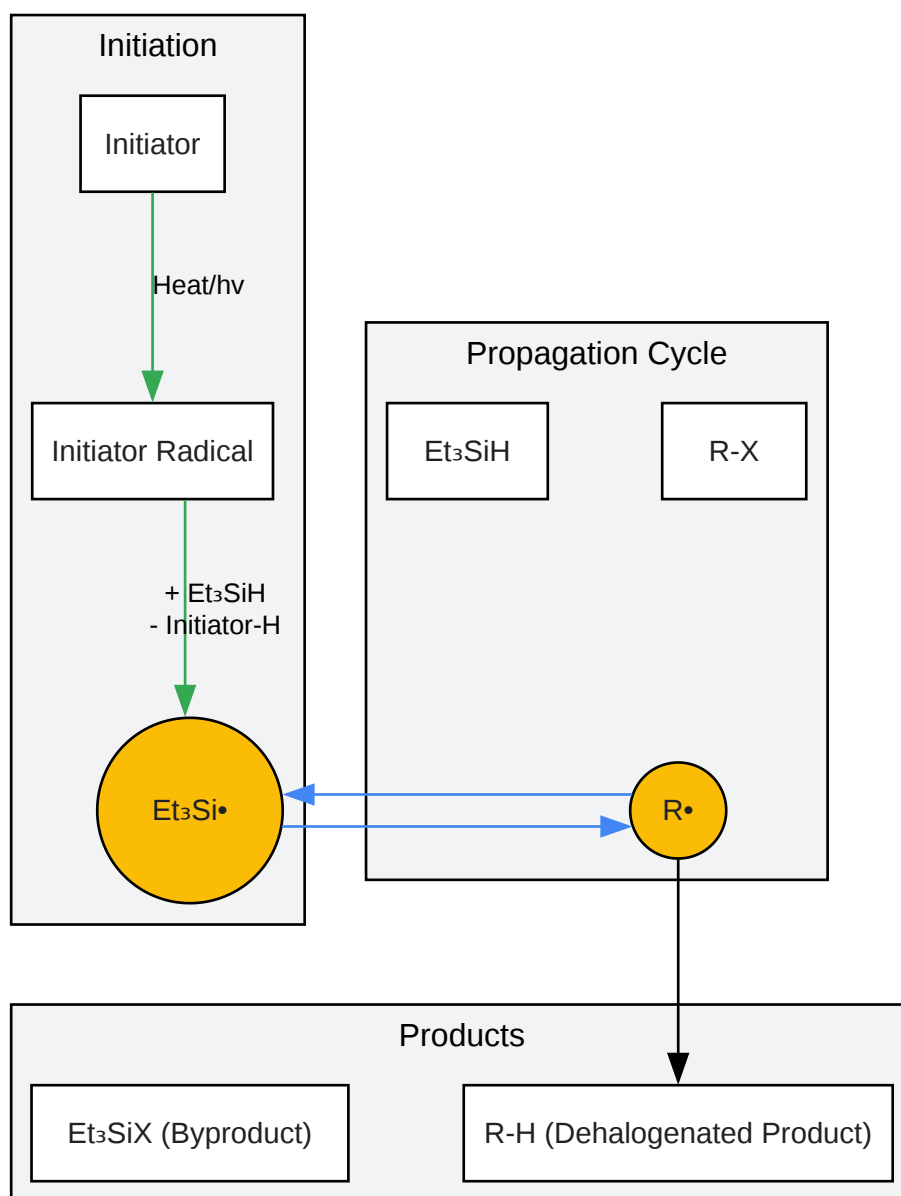 Initiation
Initiator
Heat/hv
Initiator Radical
+ Et₃SiH
- Initiator-H
Et₃Si•
Propagation Cycle
Et₃SiH
R-X
R•
Products
Et₃SiX (Byproduct)
R-H (Dehalogenated Product)